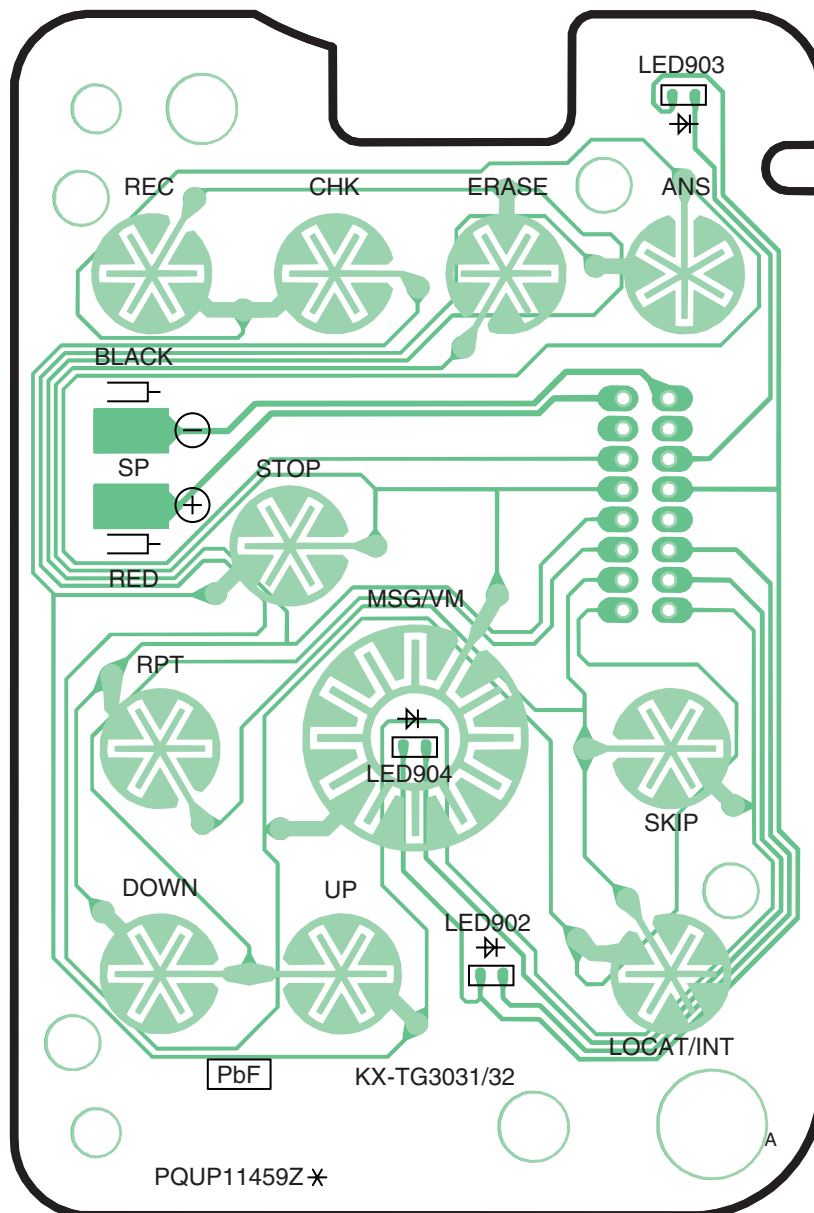 LED903
REC CHK ERASE ANS
BLACK
SP
STOP
RED
MSG/VM
RPT
LED904
SKIP
DOWN UP
LED902
LOCAT/INT
PbF KX-TG3031/32
A
PQUP11459Z*